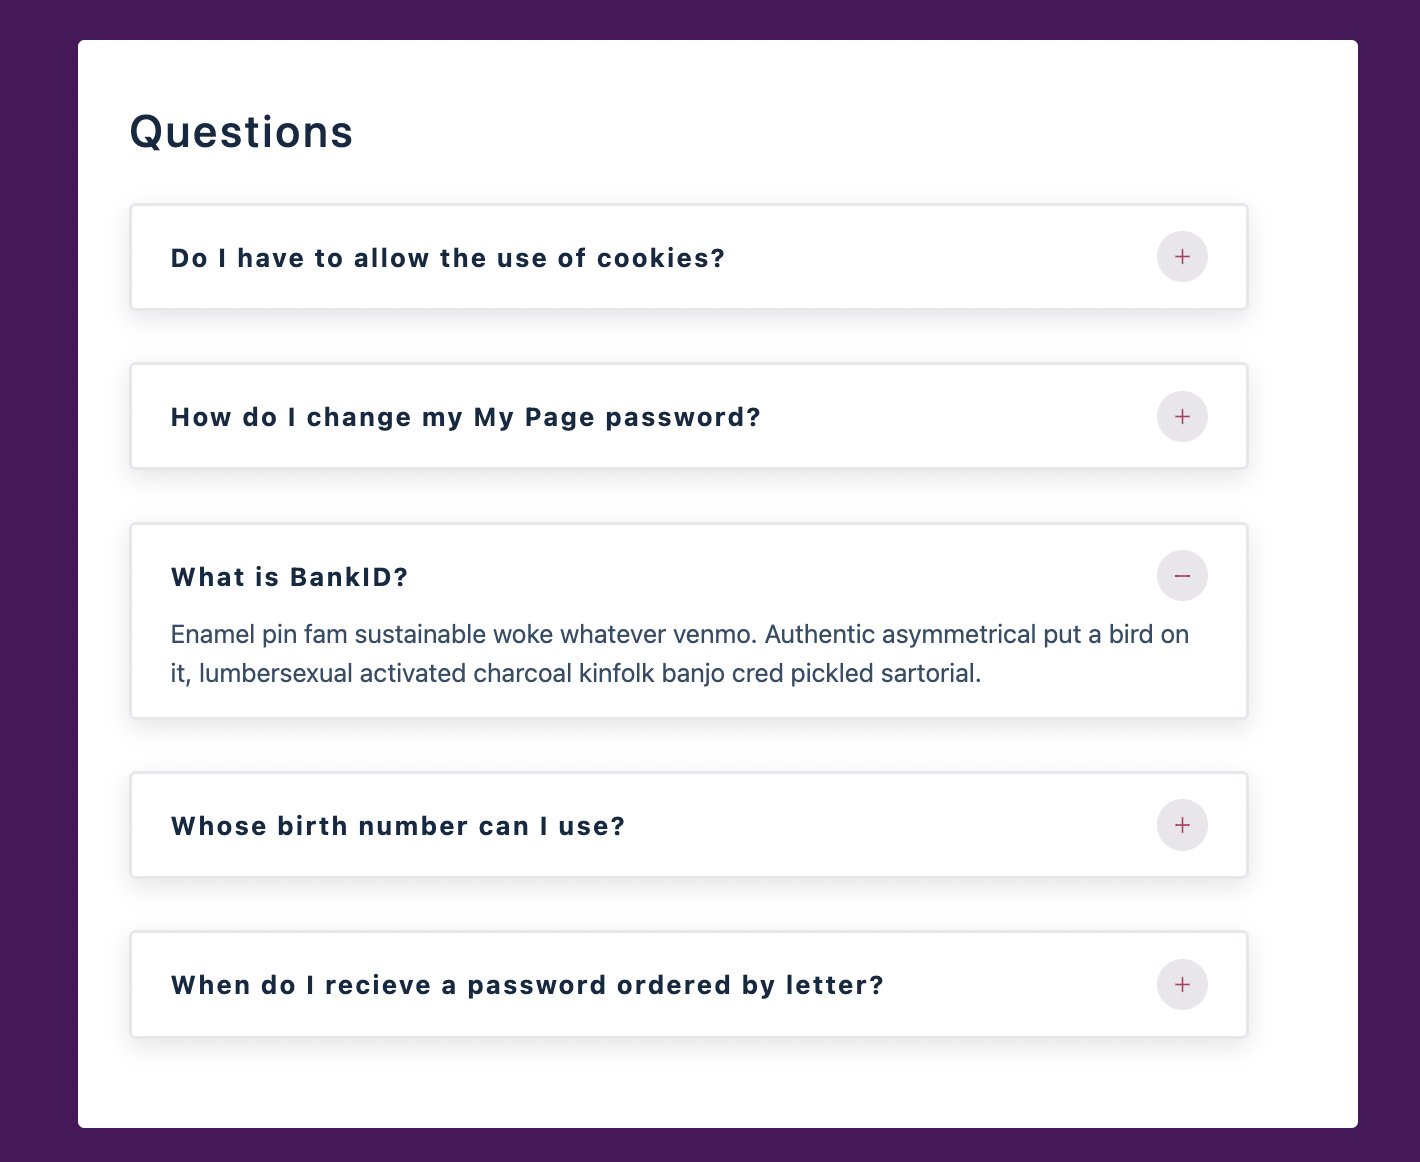 Questions
Do I have to allow the use of cookies?
How do I change my My Page password?
What is BankID?
Enamel pin fam sustainable woke whatever venmo. Authentic asymmetrical put a bird on
it, lumbersexual activated charcoal kinfolk banjo cred pickled sartorial.
Whose birth number can I use?
When do I recieve a password ordered by letter?